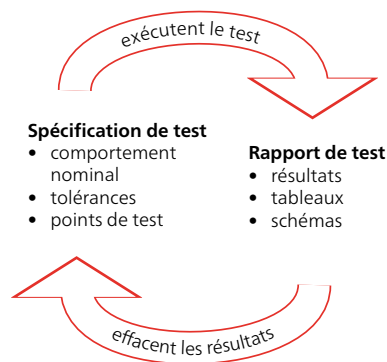 exécutent le test
Spécification de test
• comportement
nominal
• tolérances
• points de test
Rapport de test
• résultats
• tableaux
• schémas
effacent les résultats